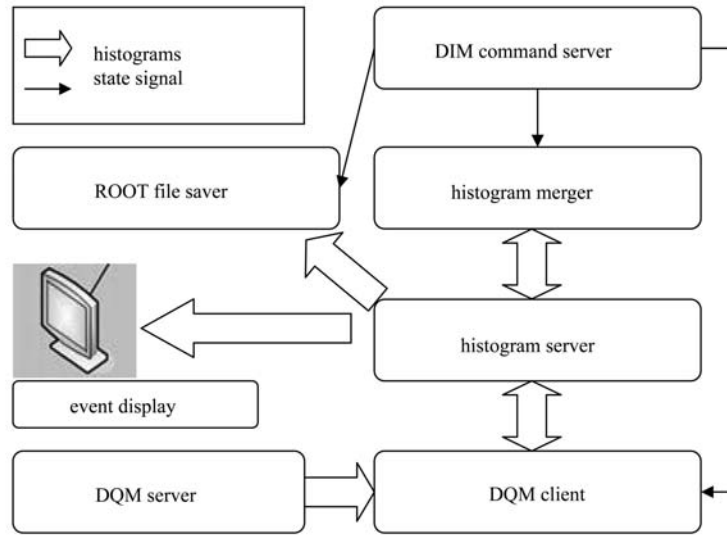 histograms
state signal
DIM command server
ROOT file saver
histogram merger
histogram server
event display
DQM server
DQM client